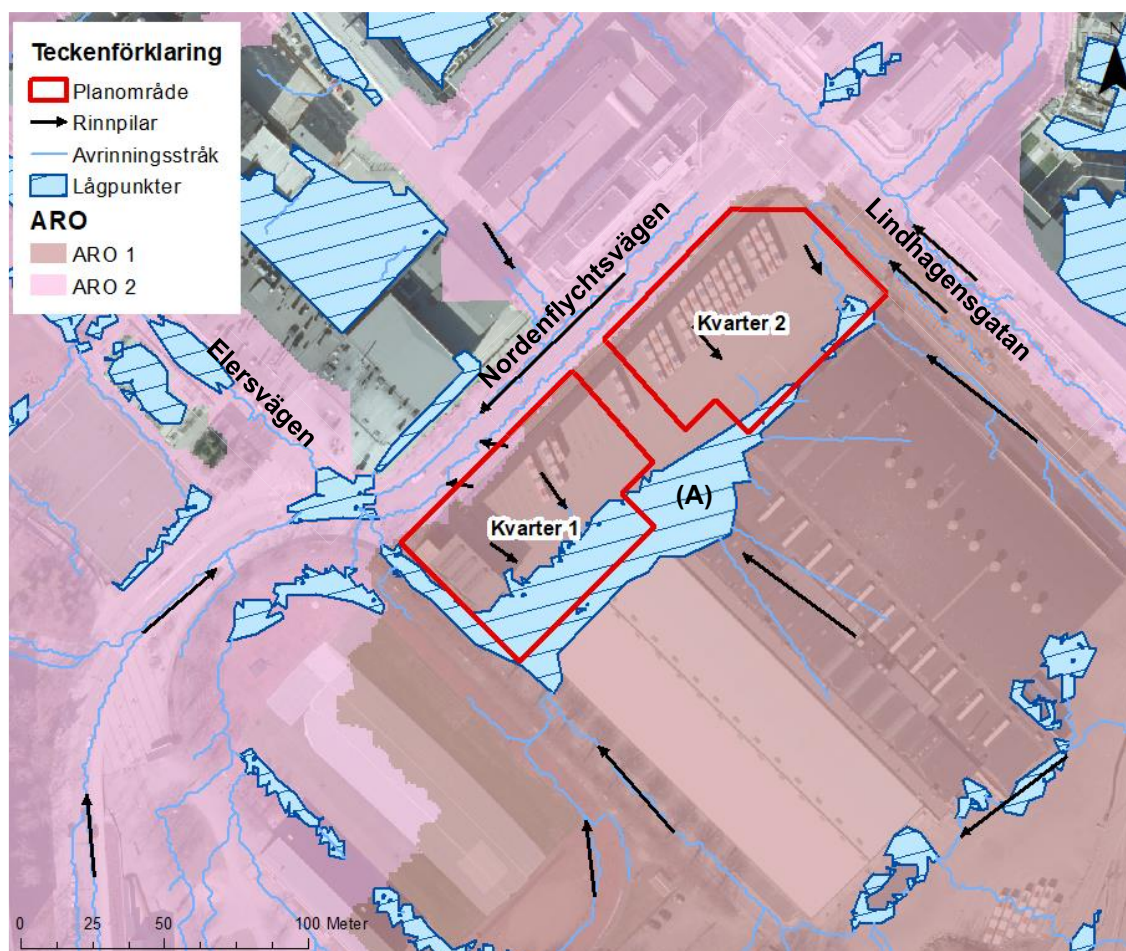 Teckenförklaring
Planområde
Rinnpilar
Avrinningsstråk
Lågpunkter
ARO
ARO 1
ARO 2
N
Lindhagensgatan
Nordenflychtsvägen
Kvarter 2
Elersvägen
(A)
Kvarter 1
0 25 50 100 Meter